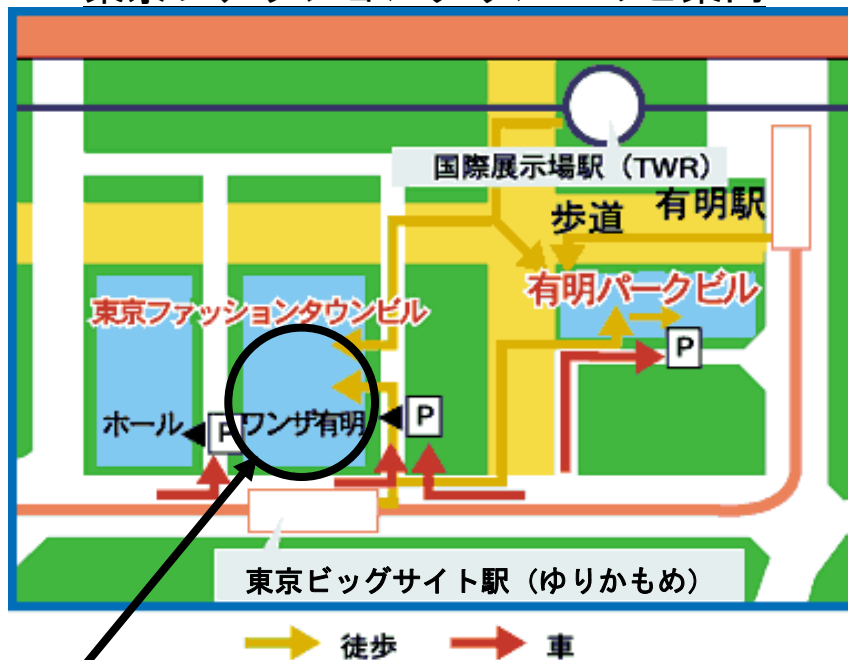 国際展示場駅（TWR）
歩道
有明駅
有明パークビル
東京ファッションタウンビル
P
ホール
P
ワンザ有明
P
東京ビッグサイト駅（ゆりかもめ）
徒歩
車